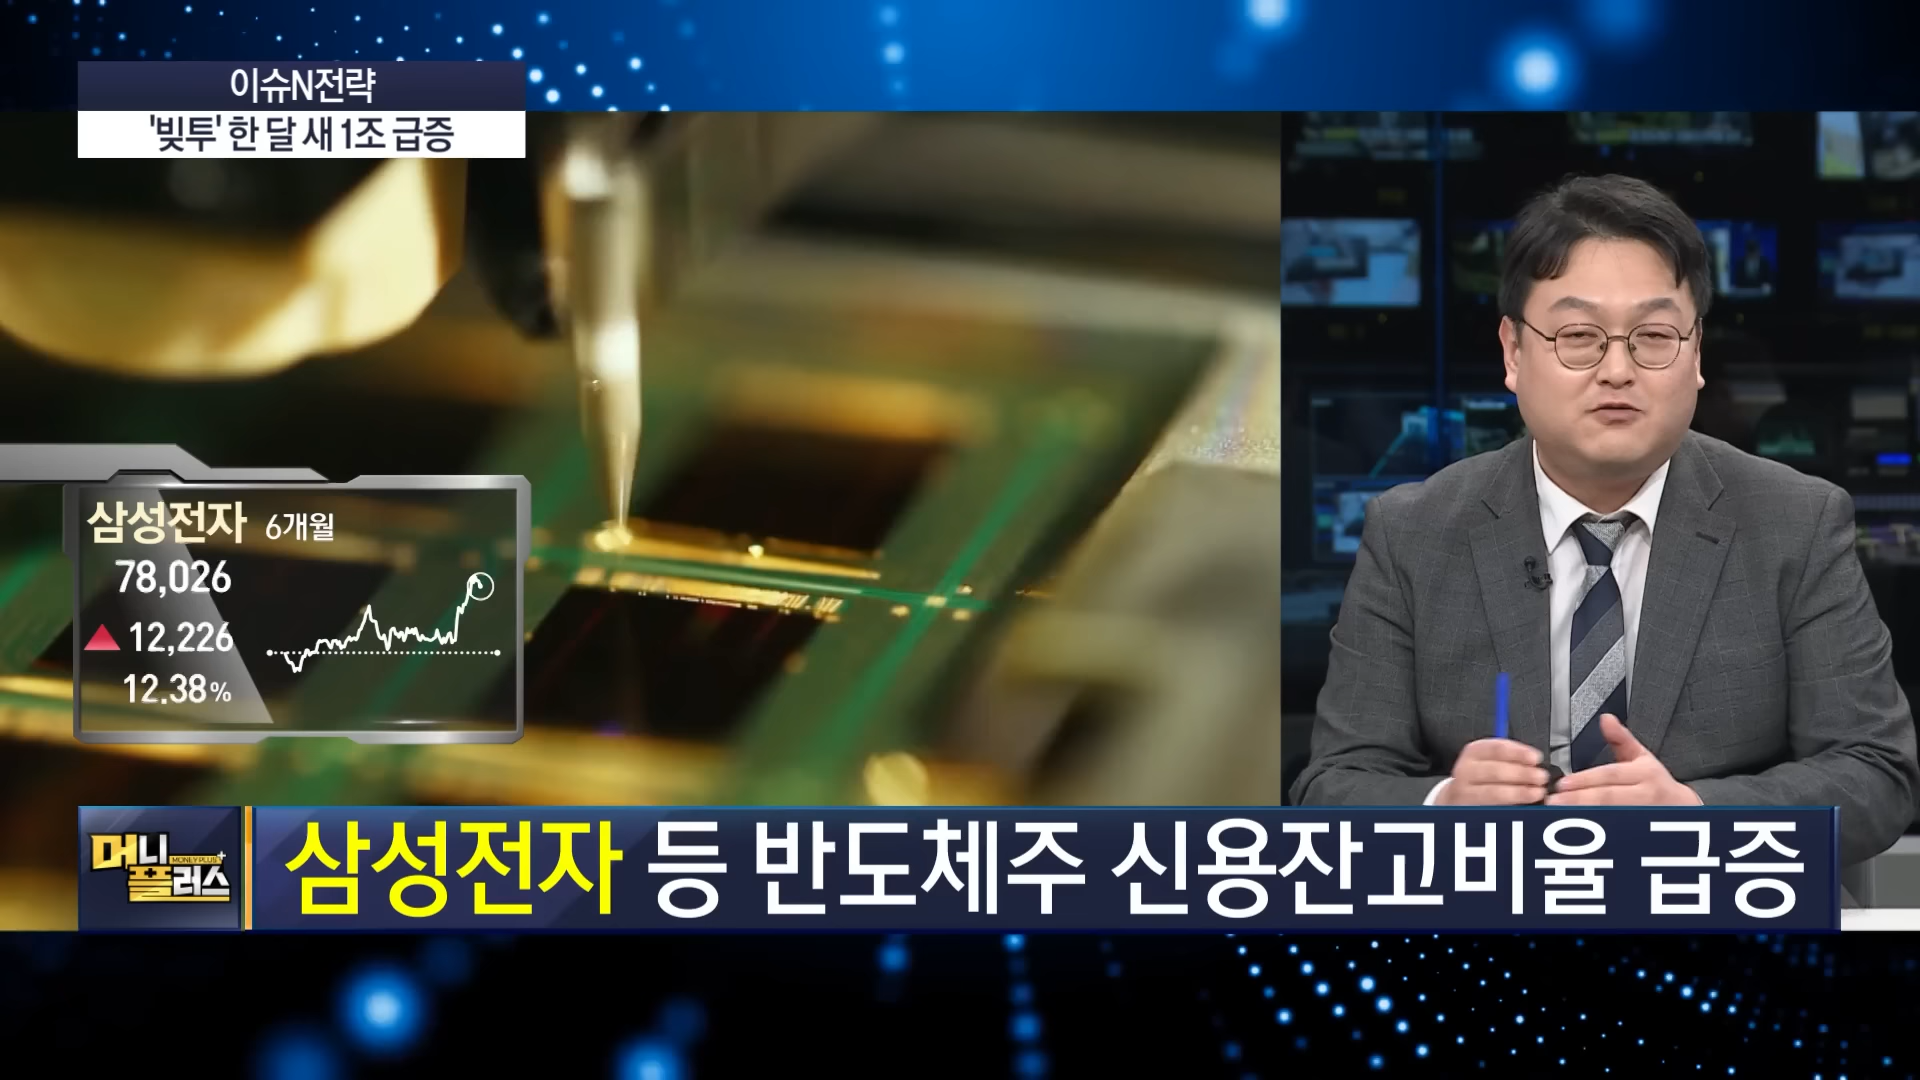 이슈N전략
'빚투' 한 달 새 1조 급증
삼성전자 6개월
78,026
▲ 12,226
12.38%
머니플러스
MONEYPLUS+
삼성전자 등 반도체주 신용잔고비율 급증